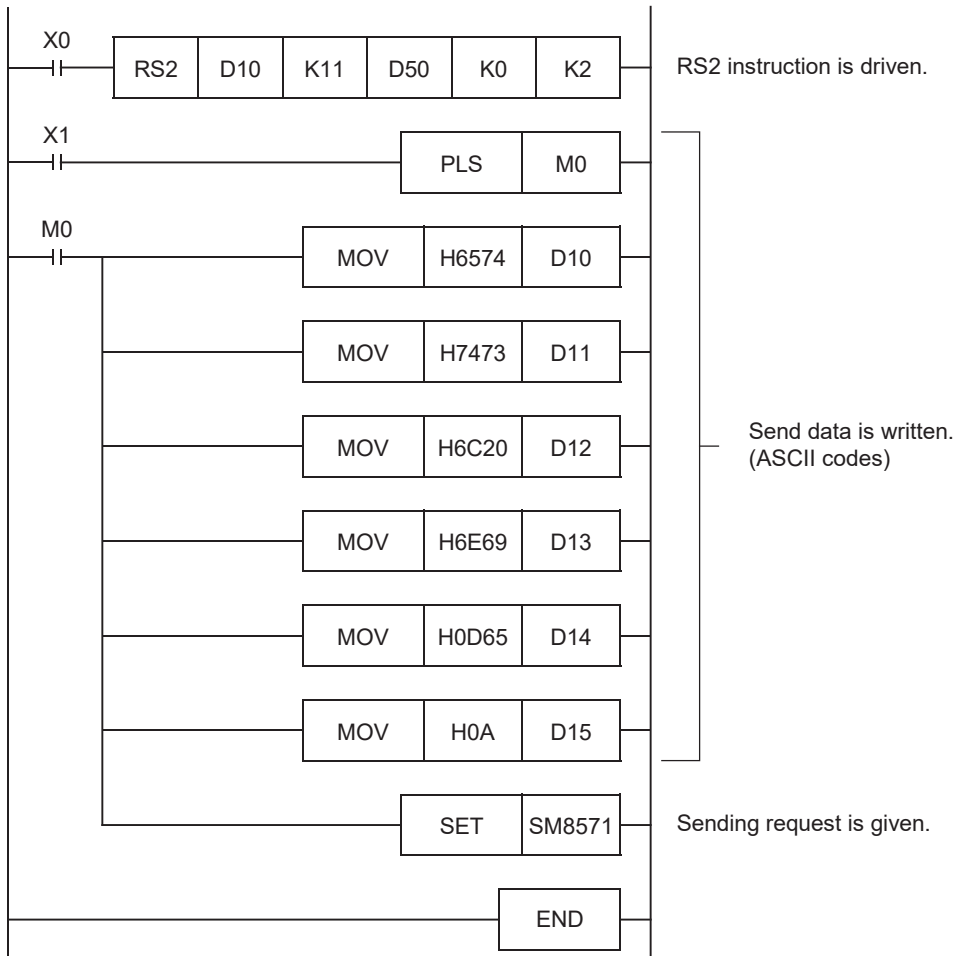 X0
RS2 D10 K11 D50 K0 K2 RS2 instruction is driven.
X1
PLS M0
M0
MOV H6574 D10
MOV H7473 D11
MOV H6C20 D12
Send data is written.
(ASCII codes)
MOV H6E69 D13
MOV H0D65 D14
MOV H0A D15
SET SM8571 Sending request is given.
END